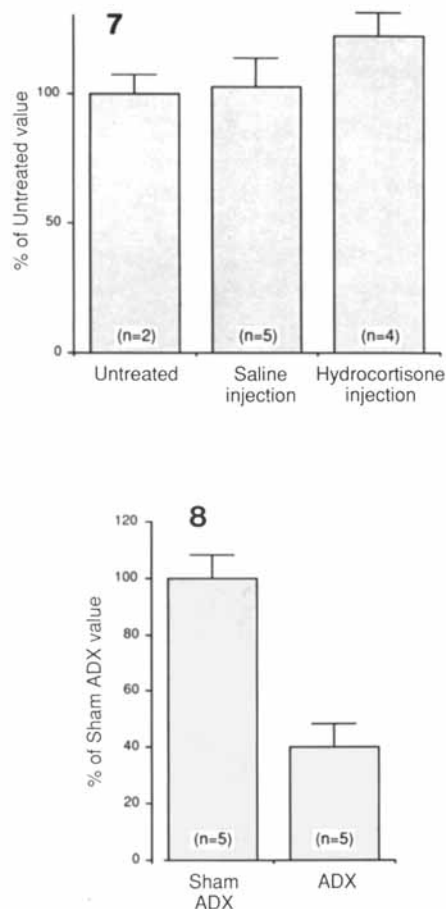 7
% of Untreated value
100
50
0
(n=2)
(n=5)
(n=4)
Untreated
Saline
injection
Hydrocortisone
injection
8
% of Sham ADX value
120
100
80
60
40
20
0
(n=5)
(n=5)
Sham
ADX
ADX